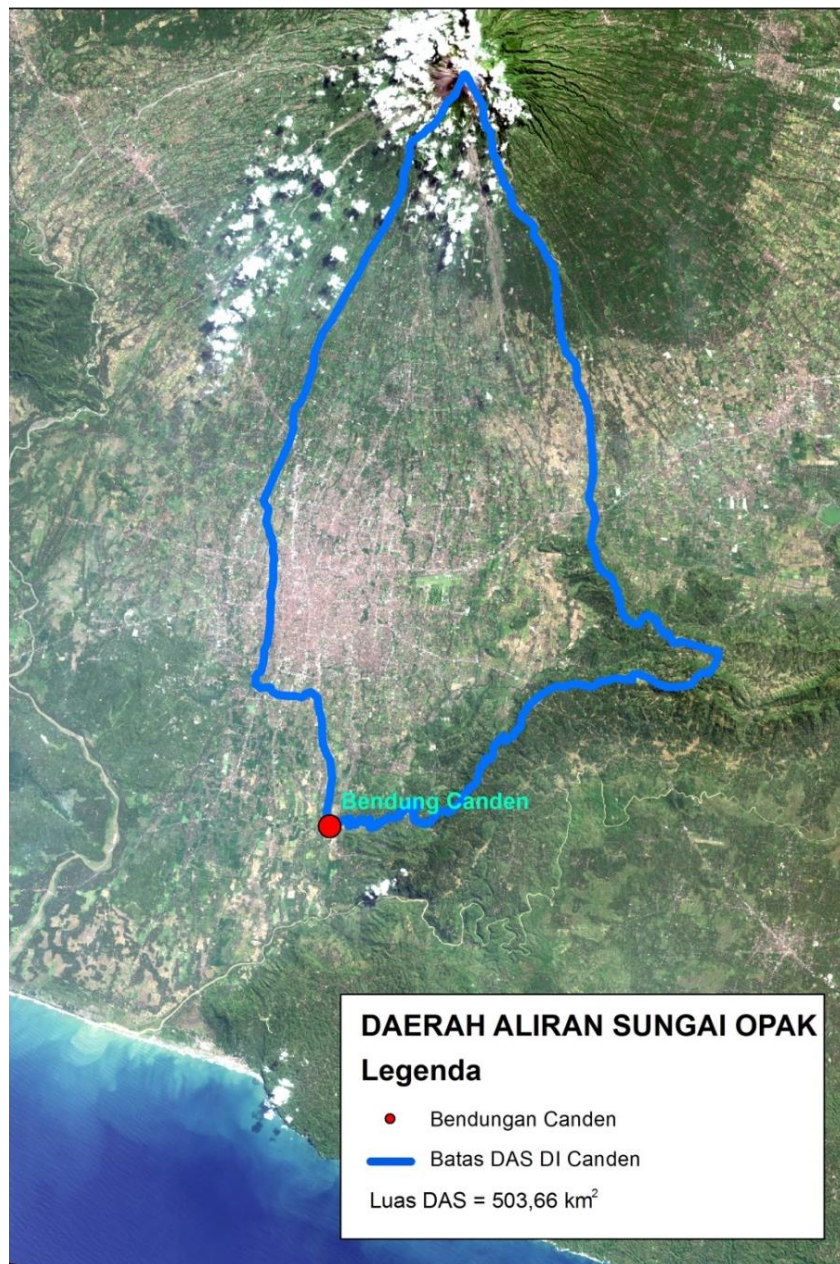 Bendung Canden
DAERAH ALIRAN SUNGAI OPAK
Legenda
Bendungan Canden
Batas DAS DI Canden
Luas DAS = 503,66 km²